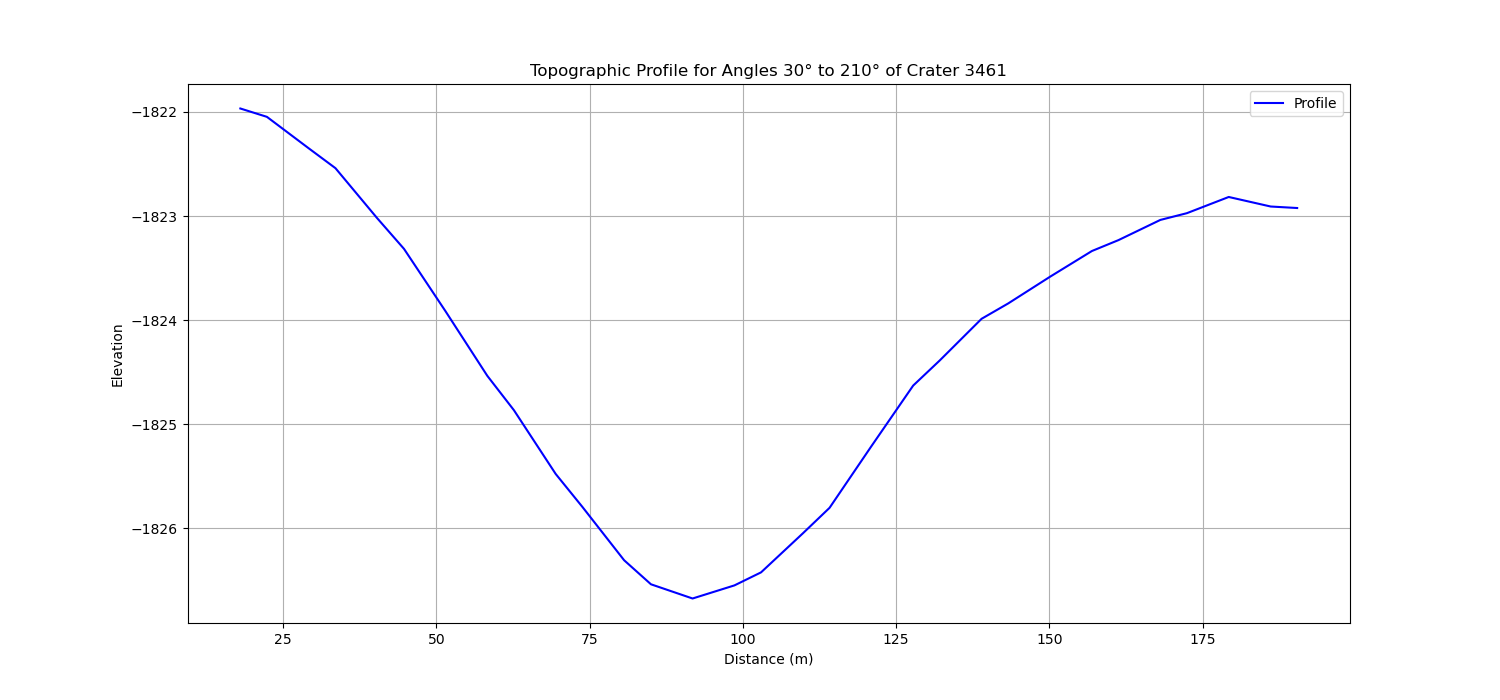 Topographic Profile for Angles 30° to 210° of Crater 3461
Profile
−1822
−1823
−1824
−1825
−1826
Elevation
25 50 75 100 125 150 175
Distance (m)